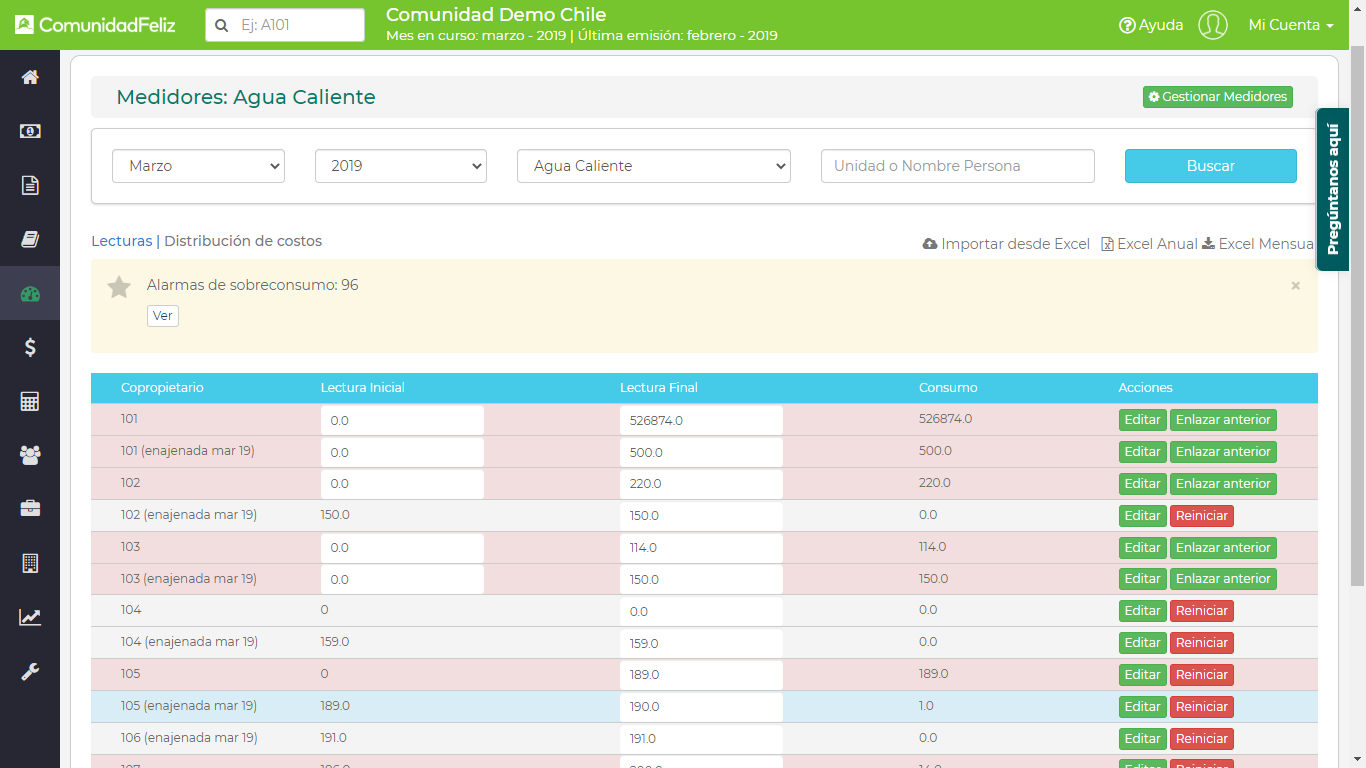 ComunidadFeliz
Ej: A101
Comunidad Demo Chile
Mes en curso: marzo - 2019 | Última emisión: febrero - 2019
Ayuda
Mi Cuenta
Medidores: Agua Caliente
Gestionar Medidores
Pregúntanos aquí
Marzo 2019 Agua Caliente Unidad o Nombre Persona Buscar
Lecturas | Distribución de costos
Importar desde Excel Excel Anual Excel Mensua
Alarmas de sobreconsumo: 96 ×
Ver
Copropietario Lectura Inicial Lectura Final Consumo Acciones
101 0.0 526874.0 526874.0 Editar Enlazar anterior
101 (enajenada mar 19) 0.0 500.0 500.0 Editar Enlazar anterior
102 0.0 220.0 220.0 Editar Enlazar anterior
102 (enajenada mar 19) 150.0 150.0 0.0 Editar Reiniciar
103 0.0 114.0 114.0 Editar Enlazar anterior
103 (enajenada mar 19) 0.0 150.0 150.0 Editar Enlazar anterior
104 0 0.0 0.0 Editar Reiniciar
104 (enajenada mar 19) 159.0 159.0 0.0 Editar Reiniciar
105 0 189.0 189.0 Editar Reiniciar
105 (enajenada mar 19) 189.0 190.0 1.0 Editar Reiniciar
106 (enajenada mar 19) 191.0 191.0 0.0 Editar Reiniciar